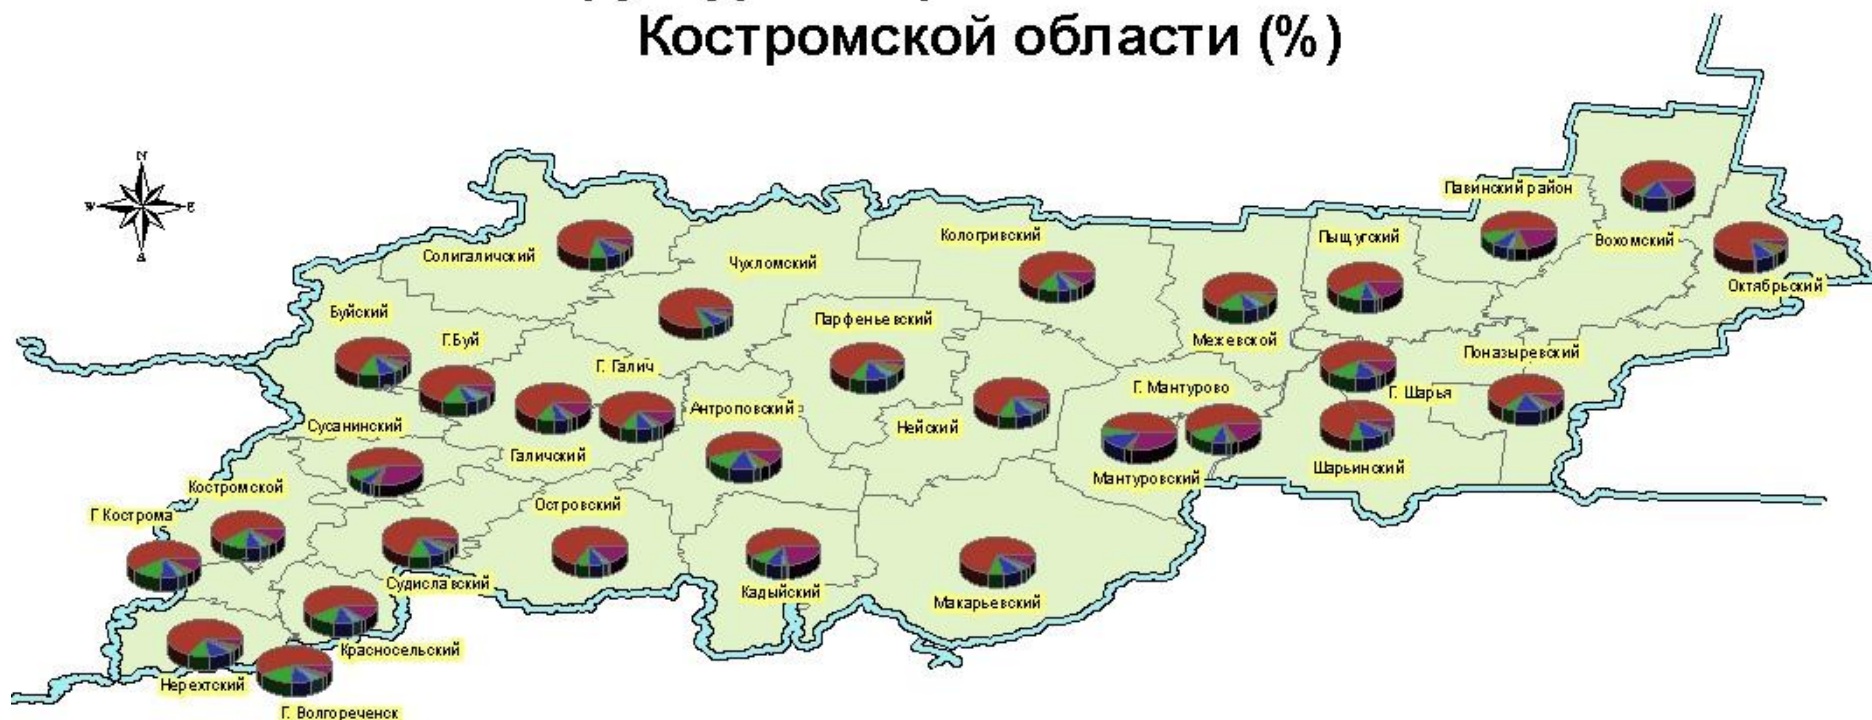 Костромской области (%)
N
W
E
Павинский район
Солигаличский
Кологривский
Пыщугский
Вохомский
Чухломский
Октябрьский
Буйский
Парфеньевский
Г.Буй
Межевской
Поназыревский
Г. Галич
Г. Мантурово
Г. Шарья
Антроповский
Сусанинский
Нейский
Галичский
Шарьинский
Мантуровский
Костромской
Островский
Г Кострома
Судиславский
Кадыйский
Макарьевский
Красносельский
Нерехтский
Г. Волгореченск